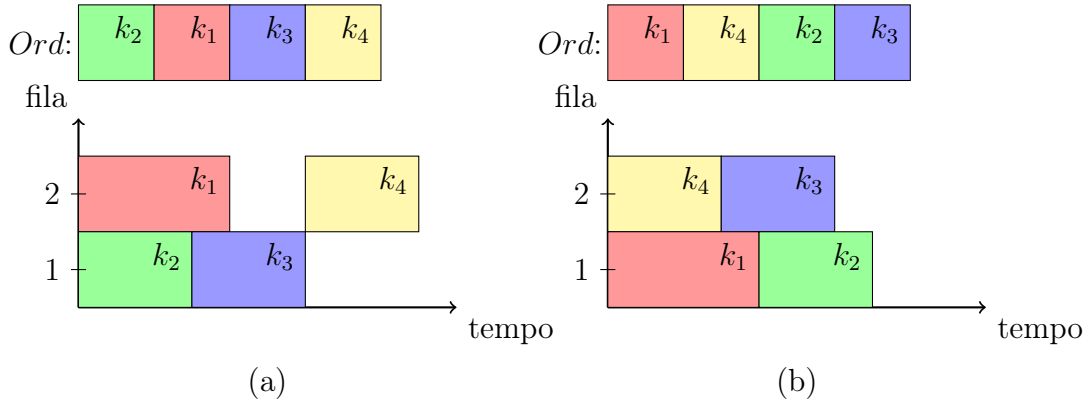 Ord: k₂ k₁ k₃ k₄
fila
2 k₁ k₄
1 k₂ k₃
tempo
(a)
Ord: k₁ k₄ k₂ k₃
fila
2 k₄ k₃
1 k₁ k₂
tempo
(b)